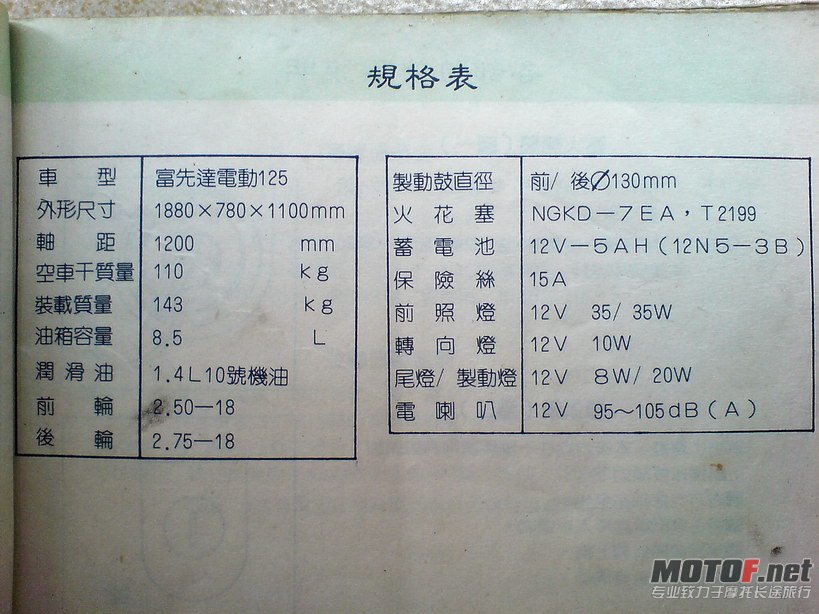 規格表
車型 富先達電動125
外形尺寸 1880×780×1100mm
軸距 1200 mm
空車干質量 110 kg
裝載質量 143 kg
油箱容量 8.5 L
潤滑油 1.4L10號機油
前輪 2.50—18
後輪 2.75—18
製動鼓直徑 前/後Ø130mm
火花塞 NGKD—7EA，T2199
蓄電池 12V—5AH(12N5—3B)
保險絲 15A
前照燈 12V 35/35W
轉向燈 12V 10W
尾燈/製動燈 12V 8W/20W
電喇叭 12V 95～105dB(A)
MOTOF.net
专业致力于摩托长途旅行